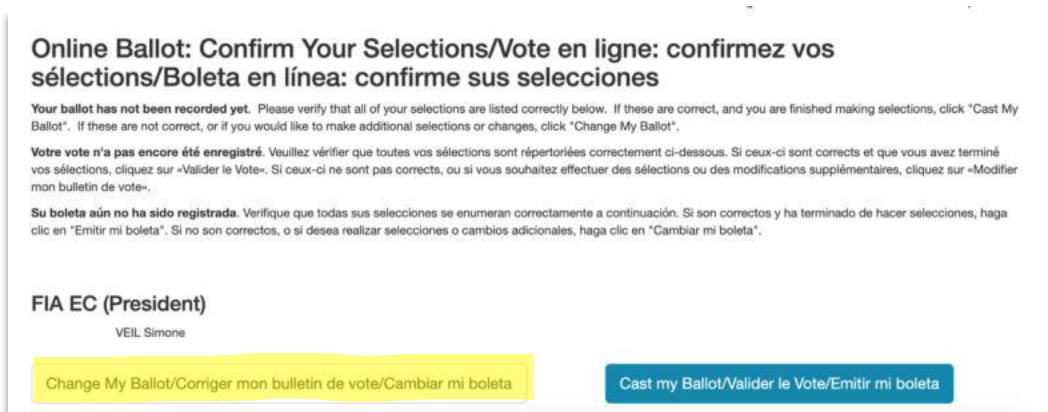 Online Ballot: Confirm Your Selections/Vote en ligne: confirmez vos
sélections/Boleta en línea: confirme sus selecciones
Your ballot has not been recorded yet. Please verify that all of your selections are listed correctly below. If these are correct, and you are finished making selections, click "Cast My
Ballot". If these are not correct, or if you would like to make additional selections or changes, click "Change My Ballot".
Votre vote n'a pas encore été enregistré. Veuillez vérifier que toutes vos sélections sont répertoriées correctement ci-dessous. Si ceux-ci sont corrects et que vous avez terminé
vos sélections, cliquez sur «Valider le Vote». Si ceux-ci ne sont pas corrects, ou si vous souhaitez effectuer des sélections ou des modifications supplémentaires, cliquez sur «Modifier
mon bulletin de vote».
Su boleta aún no ha sido registrada. Verifique que todas sus selecciones se enumeran correctamente a continuación. Si son correctos y ha terminado de hacer selecciones, haga
clic en "Emitir mi boleta". Si no son correctos, o si desea realizar selecciones o cambios adicionales, haga clic en "Cambiar mi boleta".
FIA EC (President)
VEIL Simone
Change My Ballot/Corriger mon bulletin de vote/Cambiar mi boleta
Cast my Ballot/Valider le Vote/Emitir mi boleta